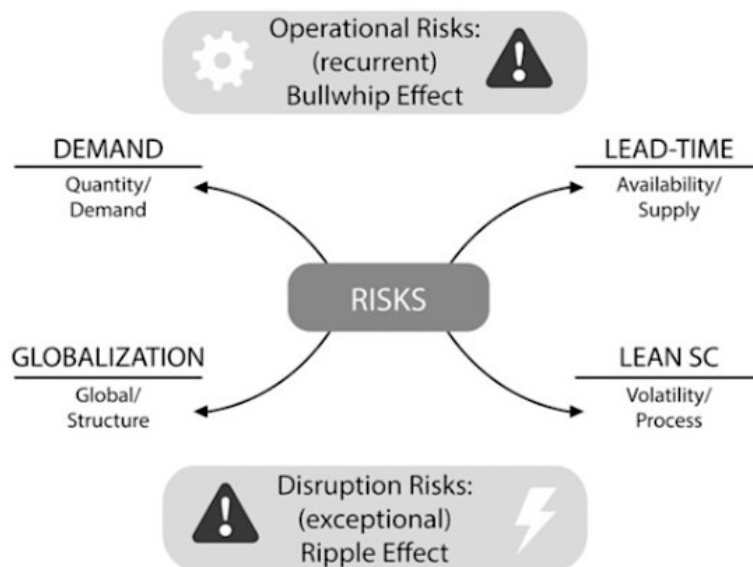 Operational Risks:
(recurrent)
Bullwhip Effect
DEMAND
Quantity/
Demand
LEAD-TIME
Availability/
Supply
RISKS
GLOBALIZATION
Global/
Structure
LEAN SC
Volatility/
Process
Disruption Risks:
(exceptional)
Ripple Effect